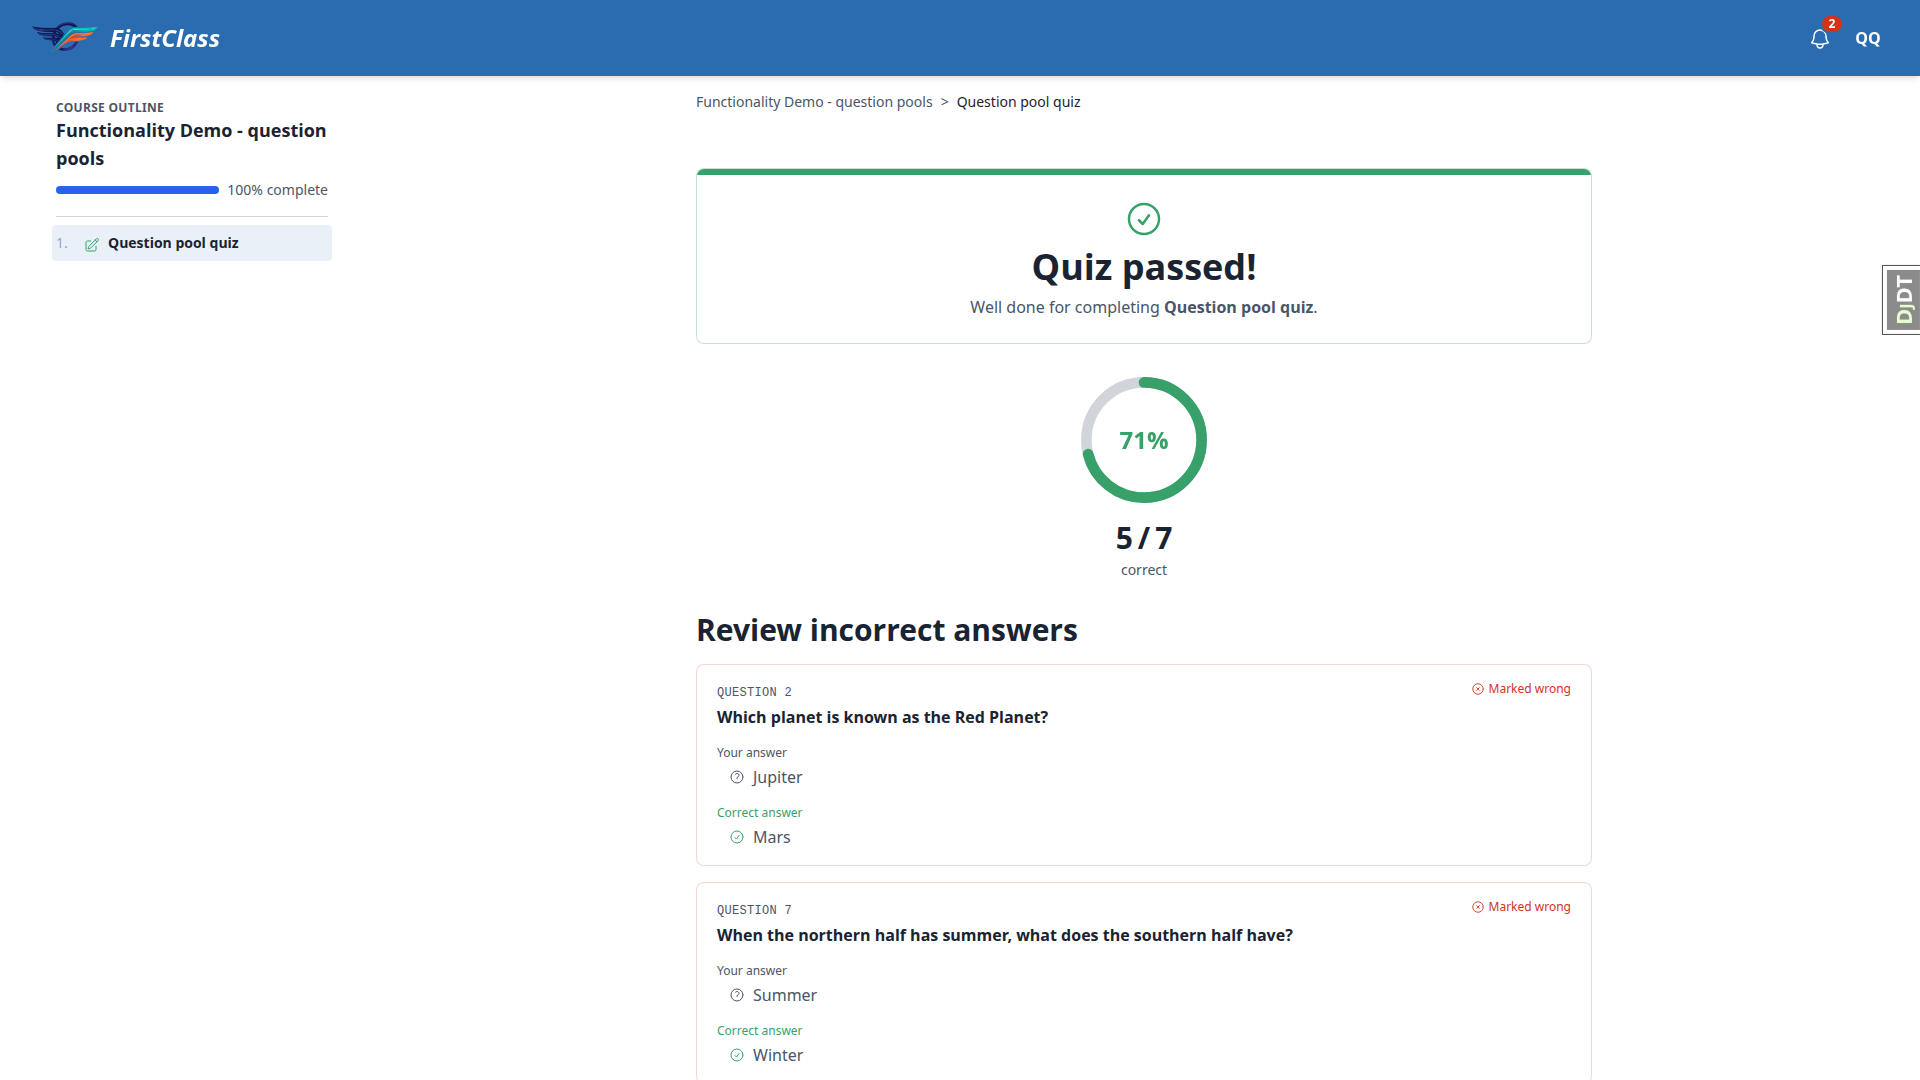 FirstClass
2
QQ
COURSE OUTLINE
Functionality Demo - question
pools
100% complete
1. Question pool quiz
Functionality Demo - question pools > Question pool quiz
Quiz passed!
Well done for completing Question pool quiz.
71%
5 / 7
correct
DJDT
Review incorrect answers
QUESTION 2
Marked wrong
Which planet is known as the Red Planet?
Your answer
Jupiter
Correct answer
Mars
QUESTION 7
Marked wrong
When the northern half has summer, what does the southern half have?
Your answer
Summer
Correct answer
Winter